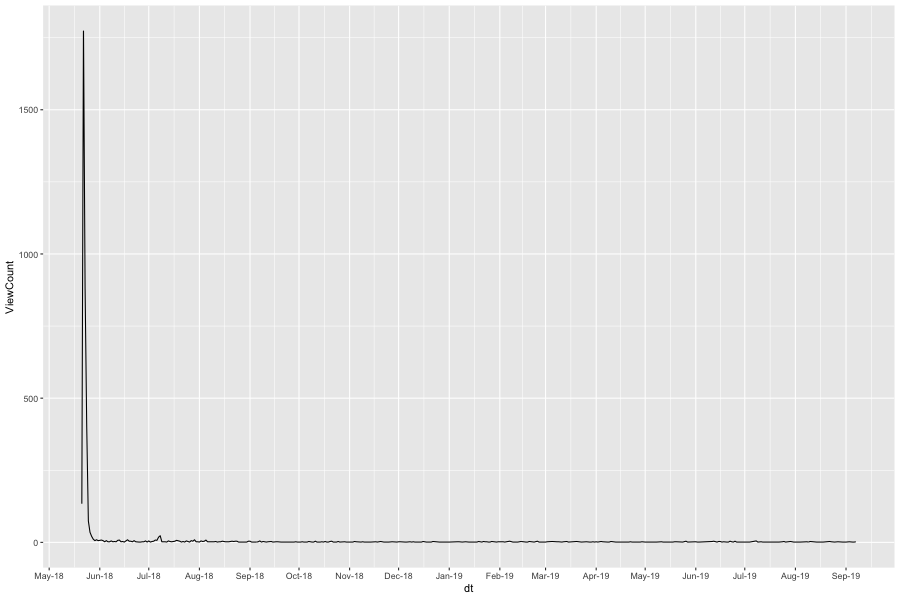 ViewCount
1500
1000
500
0
May-18 Jun-18 Jul-18 Aug-18 Sep-18 Oct-18 Nov-18 Dec-18 Jan-19 Feb-19 Mar-19 Apr-19 May-19 Jun-19 Jul-19 Aug-19 Sep-19
dt